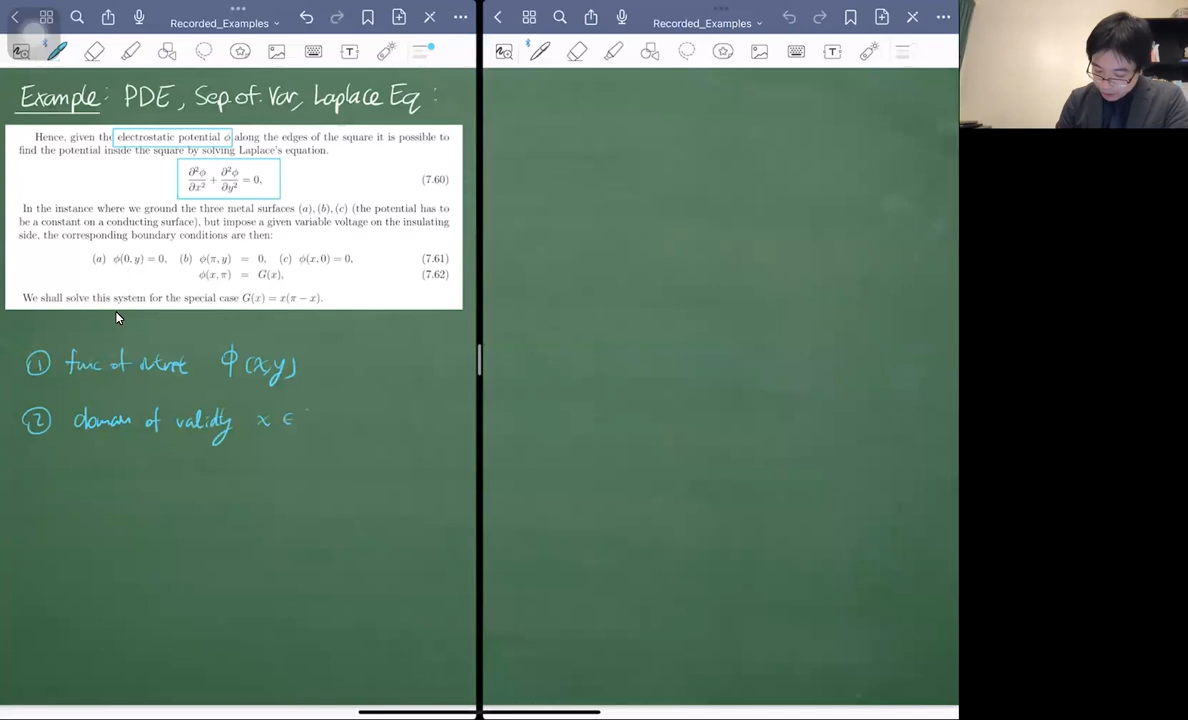 Recorded_Examples
Recorded_Examples
Example: PDE, Sep. of. Var, Laplace Eq :
Hence, given the electrostatic potential ϕ along the edges of the square it is possible to
find the potential inside the square by solving Laplace's equation.
∂²ϕ/∂x² + ∂²ϕ/∂y² = 0, (7.60)
In the instance where we ground the three metal surfaces (a), (b), (c) (the potential has to
be a constant on a conducting surface), but impose a given variable voltage on the insulating
side, the corresponding boundary conditions are then:
(a) ϕ(0, y) = 0, (b) ϕ(π, y) = 0, (c) ϕ(x, 0) = 0, (7.61)
ϕ(x, π) = G(x), (7.62)
We shall solve this system for the special case G(x) = x(π − x).
① func of interest ϕ(x,y)
② domain of validity x ∈